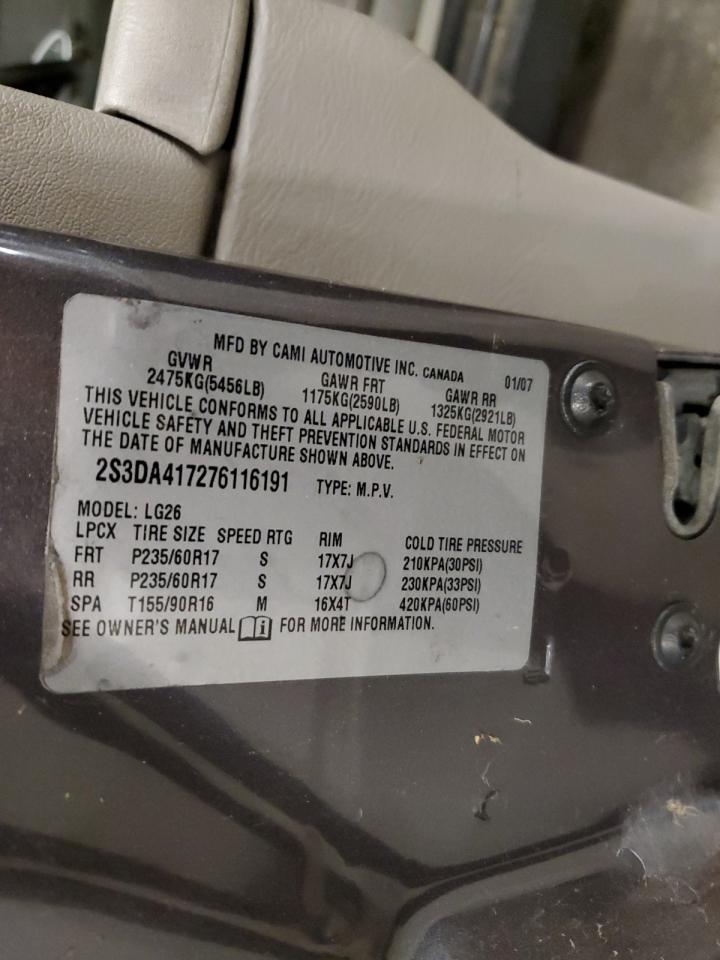 MFD BY CAMI AUTOMOTIVE INC. CANADA 01/07
GVWR GAWR FRT GAWR RR
2475KG(5456LB) 1175KG(2590LB) 1325KG(2921LB)
THIS VEHICLE CONFORMS TO ALL APPLICABLE U.S. FEDERAL MOTOR
VEHICLE SAFETY AND THEFT PREVENTION STANDARDS IN EFFECT ON
THE DATE OF MANUFACTURE SHOWN ABOVE.
2S3DA417276116191 TYPE: M.P.V.
MODEL: LG26
LPCX TIRE SIZE SPEED RTG RIM COLD TIRE PRESSURE
FRT P235/60R17 S 17X7J 210KPA(30PSI)
RR P235/60R17 S 17X7J 230KPA(33PSI)
SPA T155/90R16 M 16X4T 420KPA(60PSI)
SEE OWNER'S MANUAL i FOR MORE INFORMATION.